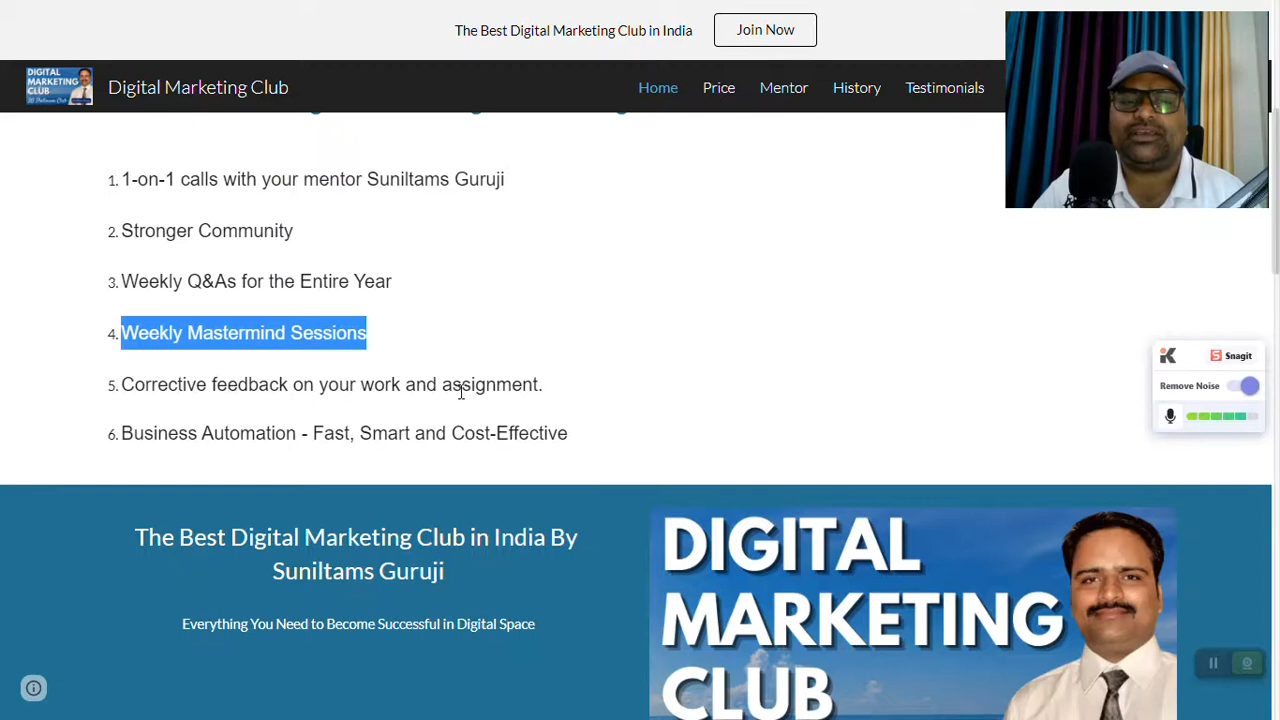 The Best Digital Marketing Club in India
Join Now
DIGITAL
MARKETING
CLUB
Digital Marketing Club
Home
Price
Mentor
History
Testimonials
1. 1-on-1 calls with your mentor Suniltams Guruji
2. Stronger Community
3. Weekly Q&As for the Entire Year
4. Weekly Mastermind Sessions
5. Corrective feedback on your work and assignment.
6. Business Automation - Fast, Smart and Cost-Effective
Snagit
Remove Noise
The Best Digital Marketing Club in India By
Suniltams Guruji
Everything You Need to Become Successful in Digital Space
DIGITAL
MARKETING
CLUB